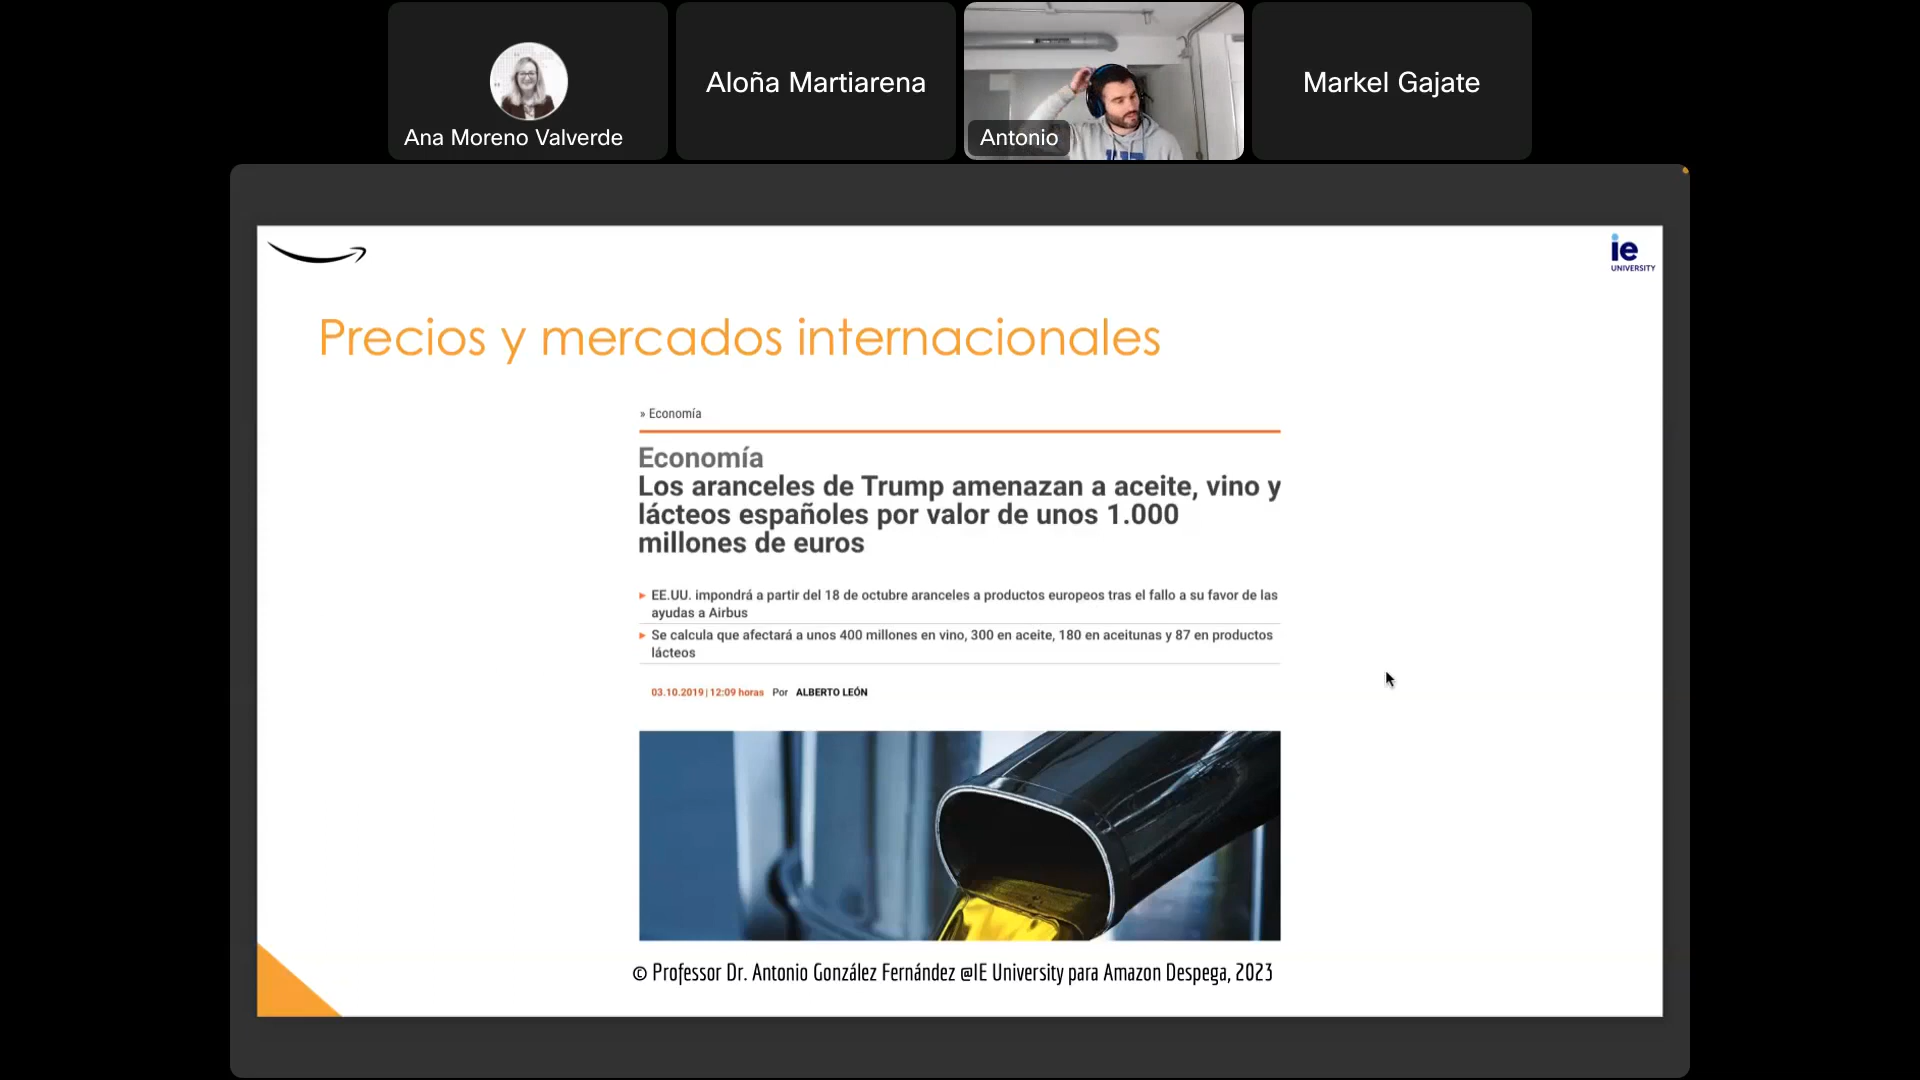 Ana Moreno Valverde
Aloña Martiarena
Antonio
Markel Gajate
ie
UNIVERSITY
Precios y mercados internacionales
» Economía
Economía
Los aranceles de Trump amenazan a aceite, vino y
lácteos españoles por valor de unos 1.000
millones de euros
EE.UU. impondrá a partir del 18 de octubre aranceles a productos europeos tras el fallo a su favor de las
ayudas a Airbus
Se calcula que afectará a unos 400 millones en vino, 300 en aceite, 180 en aceitunas y 87 en productos
lácteos
03.10.2019 | 12:09 horas Por ALBERTO LEÓN
© Professor Dr. Antonio González Fernández @IE University para Amazon Despega, 2023